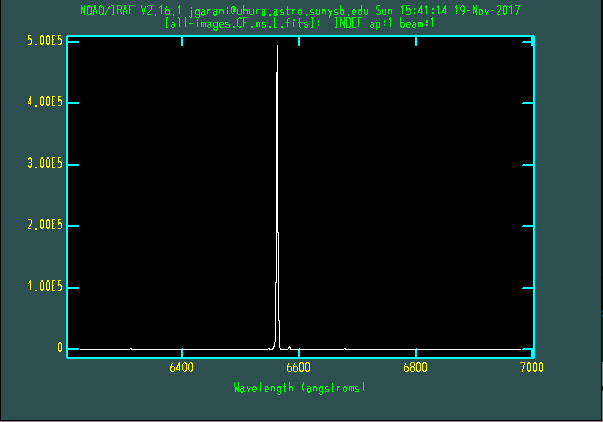 NOAO/IRAF V2.16.1 jgarani@uhura.astro.sunysb.edu Sun 15:41:14 19-Nov-2017
[all-images.CF.ms.[.fits]: INDEF ap:1 beam:1
5.00E5
4.00E5
3.00E5
2.00E5
1.00E5
0
6400 6600 6800 7000
Wavelength (angstroms)